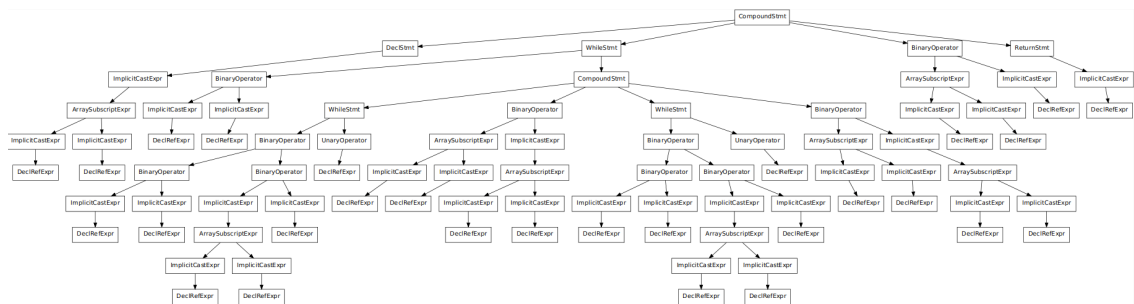 CompoundStmt
DeclStmt WhileStmt BinaryOperator ReturnStmt
ImplicitCastExpr BinaryOperator CompoundStmt ArraySubscriptExpr ImplicitCastExpr ImplicitCastExpr
ArraySubscriptExpr ImplicitCastExpr ImplicitCastExpr WhileStmt BinaryOperator WhileStmt BinaryOperator ImplicitCastExpr ImplicitCastExpr DeclRefExpr DeclRefExpr
ImplicitCastExpr ImplicitCastExpr DeclRefExpr DeclRefExpr BinaryOperator UnaryOperator ArraySubscriptExpr ImplicitCastExpr BinaryOperator UnaryOperator ArraySubscriptExpr ImplicitCastExpr DeclRefExpr DeclRefExpr
DeclRefExpr DeclRefExpr BinaryOperator BinaryOperator DeclRefExpr ImplicitCastExpr ImplicitCastExpr ArraySubscriptExpr BinaryOperator BinaryOperator DeclRefExpr ImplicitCastExpr ImplicitCastExpr ArraySubscriptExpr
ImplicitCastExpr ImplicitCastExpr ImplicitCastExpr ImplicitCastExpr DeclRefExpr DeclRefExpr ImplicitCastExpr ImplicitCastExpr ImplicitCastExpr ImplicitCastExpr ImplicitCastExpr ImplicitCastExpr DeclRefExpr DeclRefExpr ImplicitCastExpr ImplicitCastExpr
DeclRefExpr DeclRefExpr ArraySubscriptExpr DeclRefExpr DeclRefExpr DeclRefExpr DeclRefExpr DeclRefExpr ArraySubscriptExpr DeclRefExpr DeclRefExpr DeclRefExpr
ImplicitCastExpr ImplicitCastExpr ImplicitCastExpr ImplicitCastExpr
DeclRefExpr DeclRefExpr DeclRefExpr DeclRefExpr